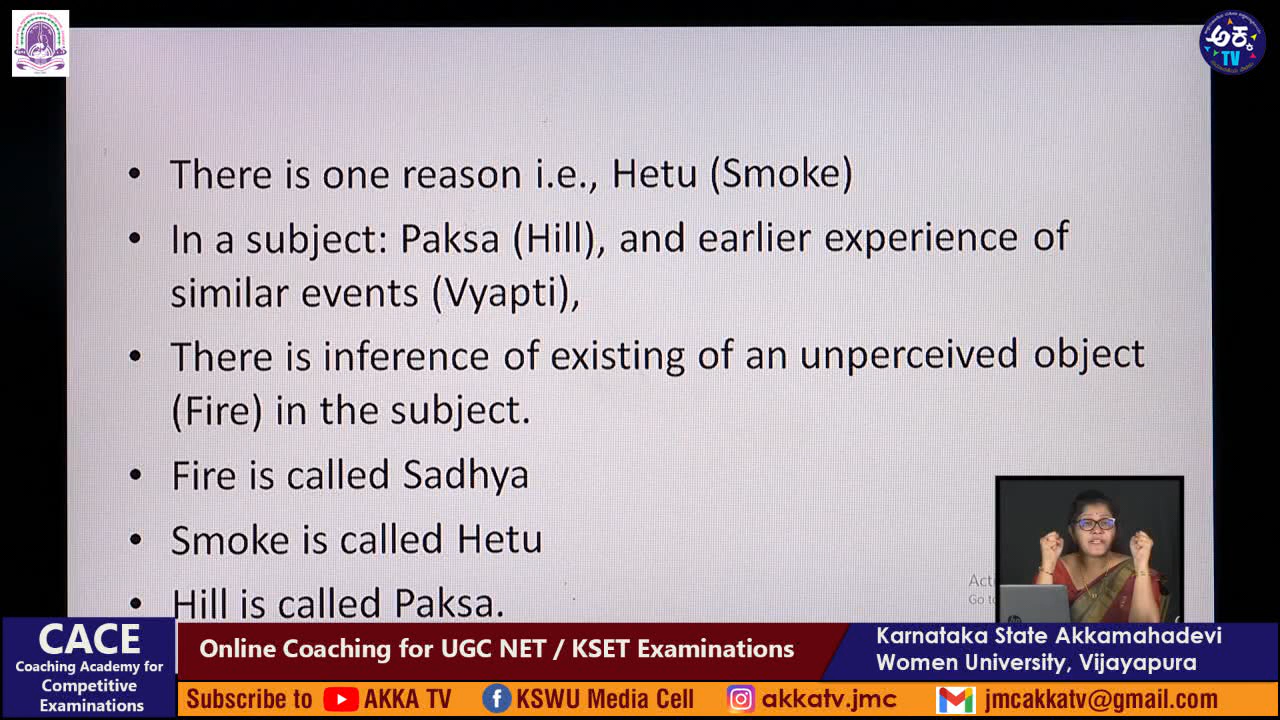 ಅಕ್ಕ
TV
• There is one reason i.e., Hetu (Smoke)
• In a subject: Paksa (Hill), and earlier experience of
similar events (Vyapti),
• There is inference of existing of an unperceived object
(Fire) in the subject.
• Fire is called Sadhya
• Smoke is called Hetu
• Hill is called Paksa.
CACE
Coaching Academy for
Competitive
Examinations
Online Coaching for UGC NET / KSET Examinations
Karnataka State Akkamahadevi
Women University, Vijayapura
Subscribe to AKKA TV KSWU Media Cell akkatv.jmc jmcakkatv@gmail.com